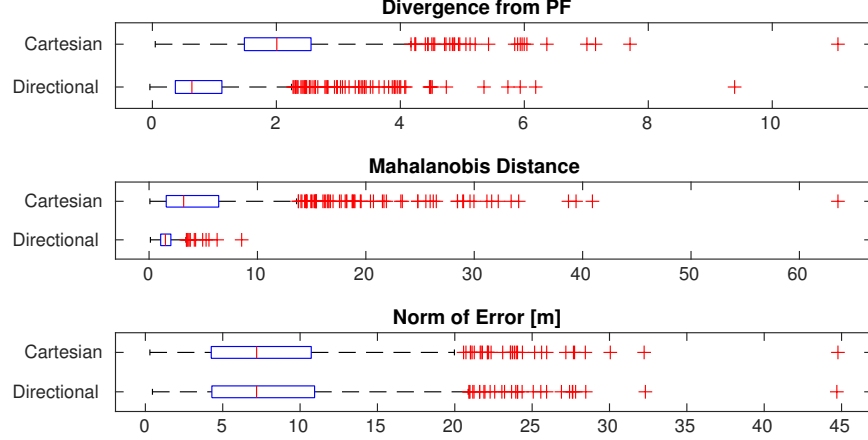 Divergence from PF
Cartesian
Directional
0 2 4 6 8 10
Mahalanobis Distance
Cartesian
Directional
0 10 20 30 40 50 60
Norm of Error [m]
Cartesian
Directional
0 5 10 15 20 25 30 35 40 45